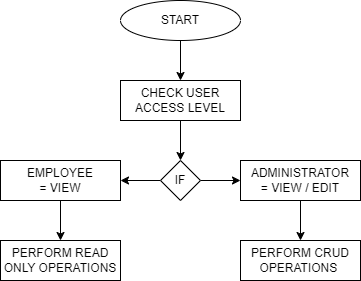 START
CHECK USER
ACCESS LEVEL
EMPLOYEE
= VIEW
IF
ADMINISTRATOR
= VIEW / EDIT
PERFORM READ
ONLY OPERATIONS
PERFORM CRUD
OPERATIONS